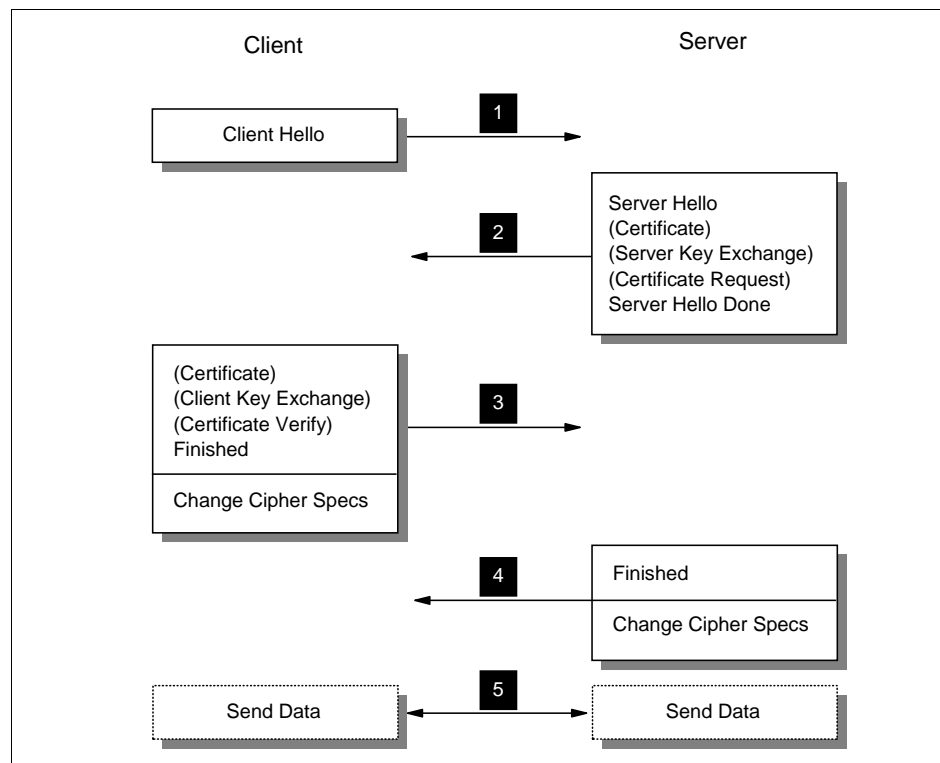 Client
Server
1
Client Hello
Server Hello
(Certificate)
(Server Key Exchange)
(Certificate Request)
Server Hello Done
2
(Certificate)
(Client Key Exchange)
(Certificate Verify)
Finished
Change Cipher Specs
3
4
Finished
Change Cipher Specs
5
Send Data
Send Data